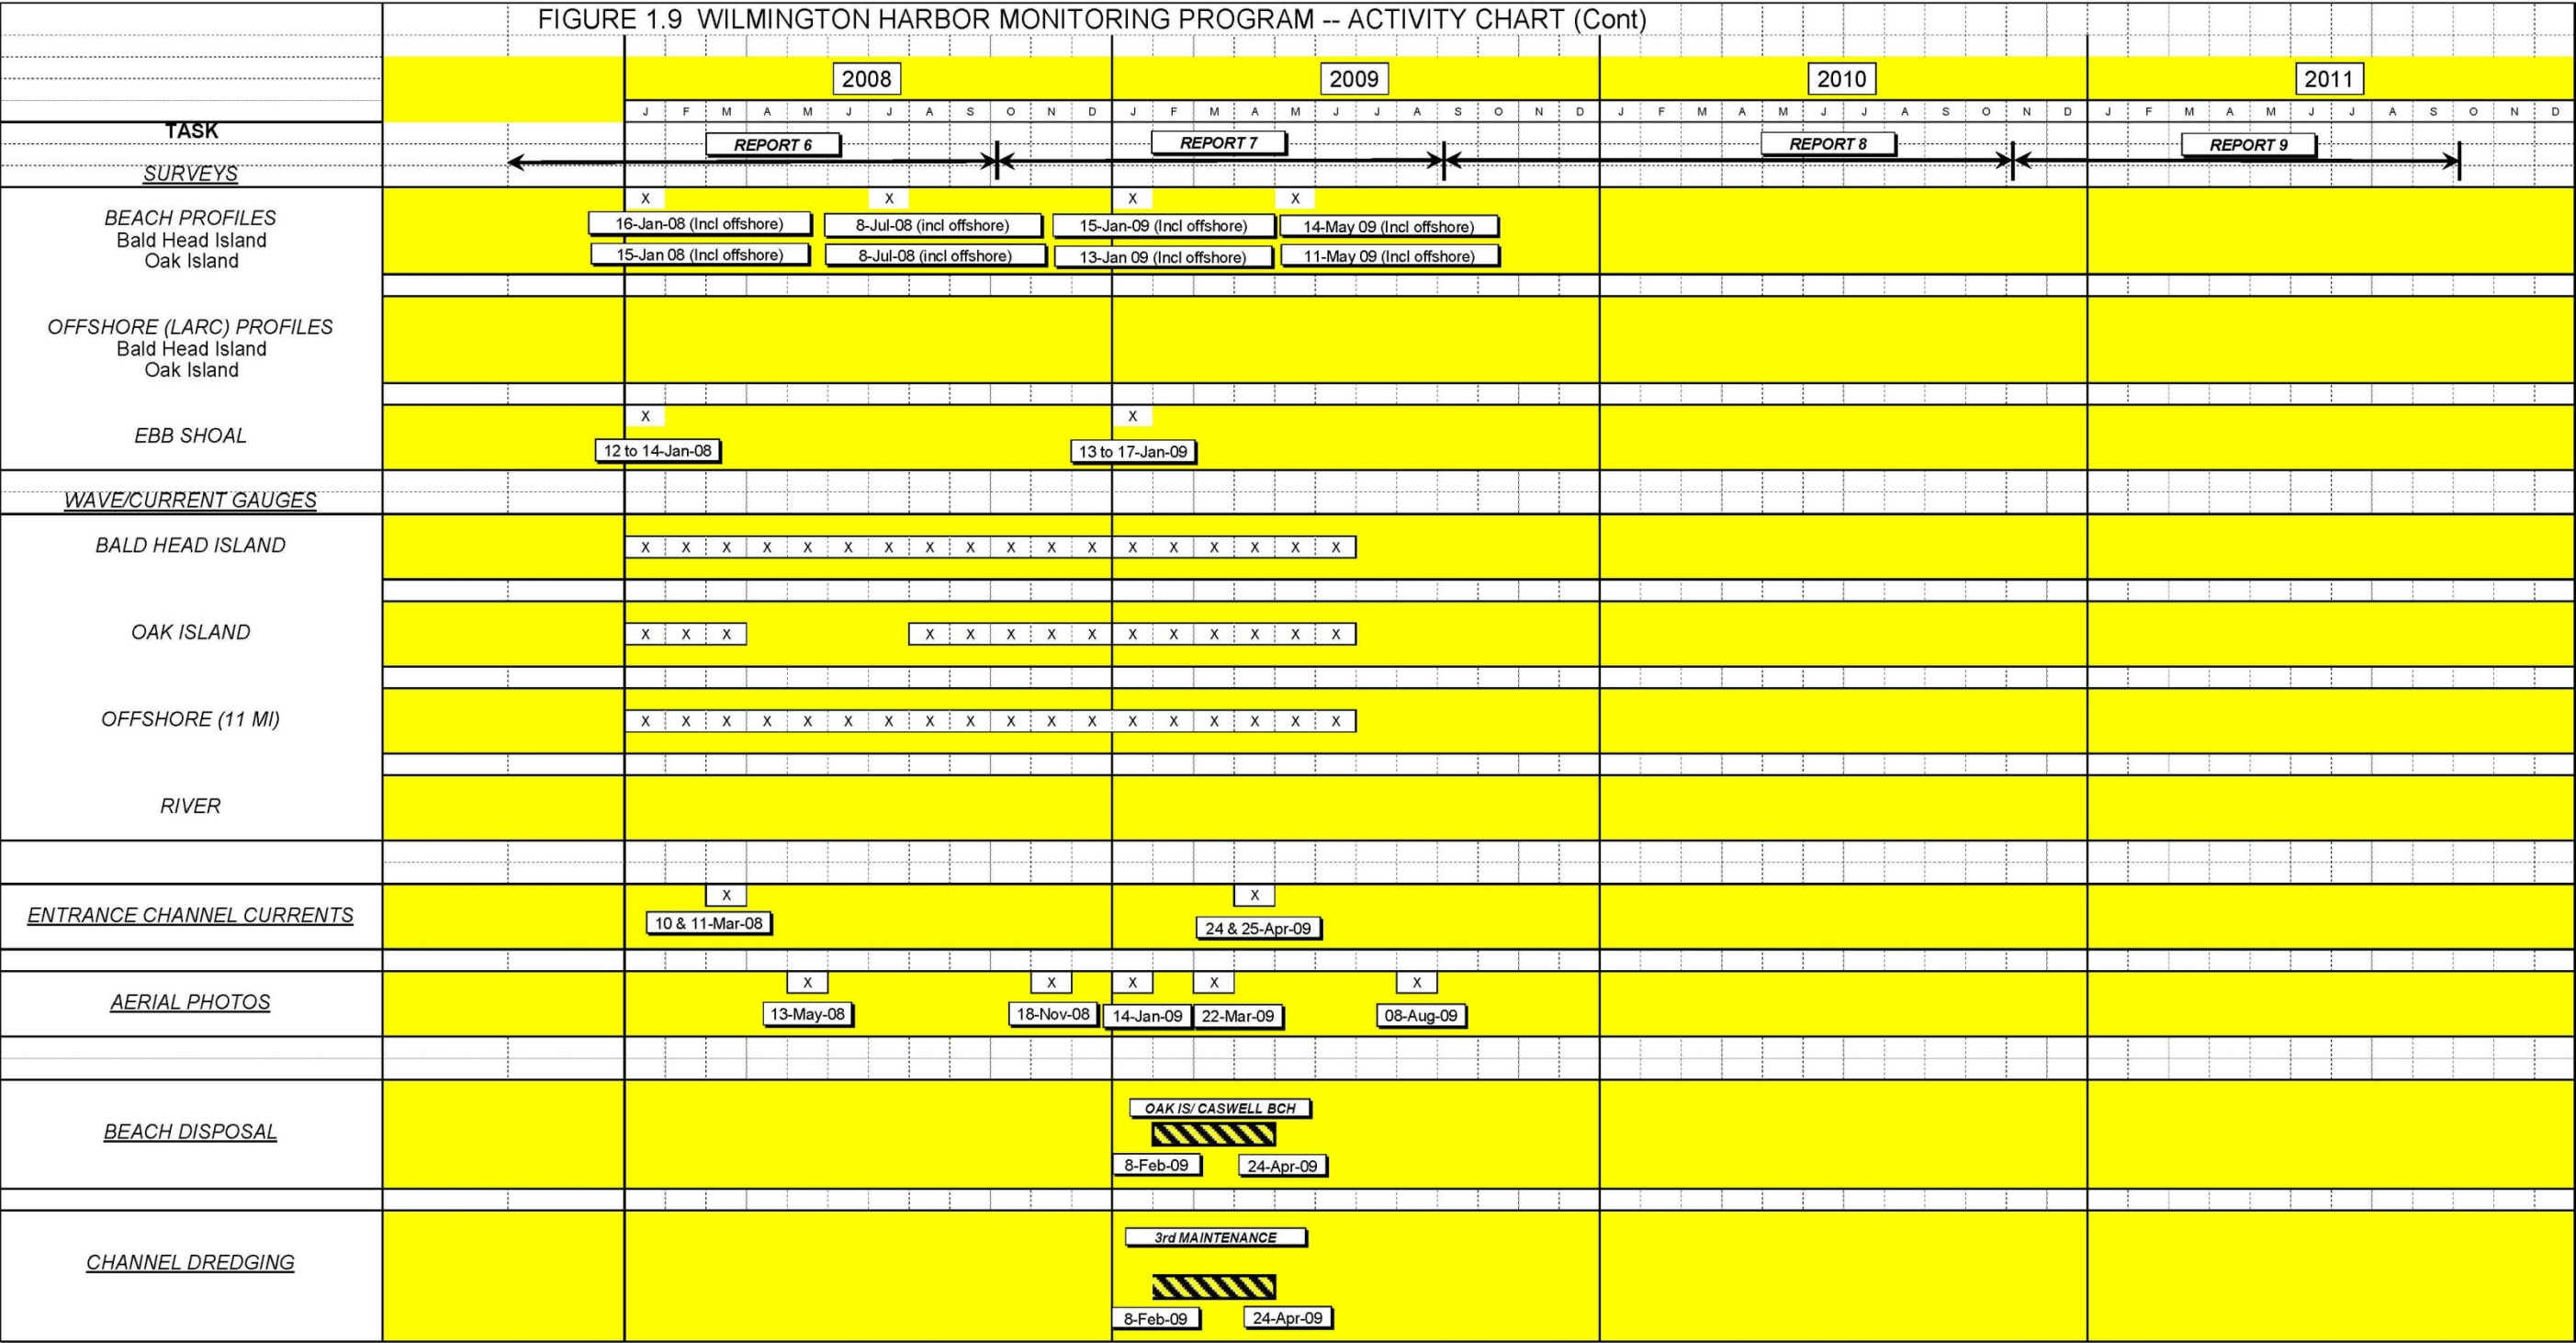 FIGURE 1.9 WILMINGTON HARBOR MONITORING PROGRAM -- ACTIVITY CHART (Cont)
2008 2009 2010 2011
J F M A M J J A S O N D J F M A M J J A S O N D J F M A M J J A S O N D J F M A M J J A S O N D
TASK
REPORT 6 REPORT 7 REPORT 8 REPORT 9
SURVEYS
X X X X
BEACH PROFILES
16-Jan-08 (Incl offshore) 8-Jul-08 (incl offshore) 15-Jan-09 (Incl offshore) 14-May 09 (Incl offshore)
Bald Head Island
15-Jan 08 (Incl offshore) 8-Jul-08 (incl offshore) 13-Jan 09 (Incl offshore) 11-May 09 (Incl offshore)
Oak Island
OFFSHORE (LARC) PROFILES
Bald Head Island
Oak Island
X X
EBB SHOAL
12 to 14-Jan-08 13 to 17-Jan-09
WAVE/CURRENT GAUGES
BALD HEAD ISLAND X X X X X X X X X X X X X X X X X X
OAK ISLAND X X X X X X X X X X X X X X
OFFSHORE (11 MI) X X X X X X X X X X X X X X X X X X
RIVER
X X
ENTRANCE CHANNEL CURRENTS
10 & 11-Mar-08 24 & 25-Apr-09
X X X X X
AERIAL PHOTOS
13-May-08 18-Nov-08 14-Jan-09 22-Mar-09 08-Aug-09
OAK IS/ CASWELL BCH
BEACH DISPOSAL
8-Feb-09 24-Apr-09
3rd MAINTENANCE
CHANNEL DREDGING
8-Feb-09 24-Apr-09